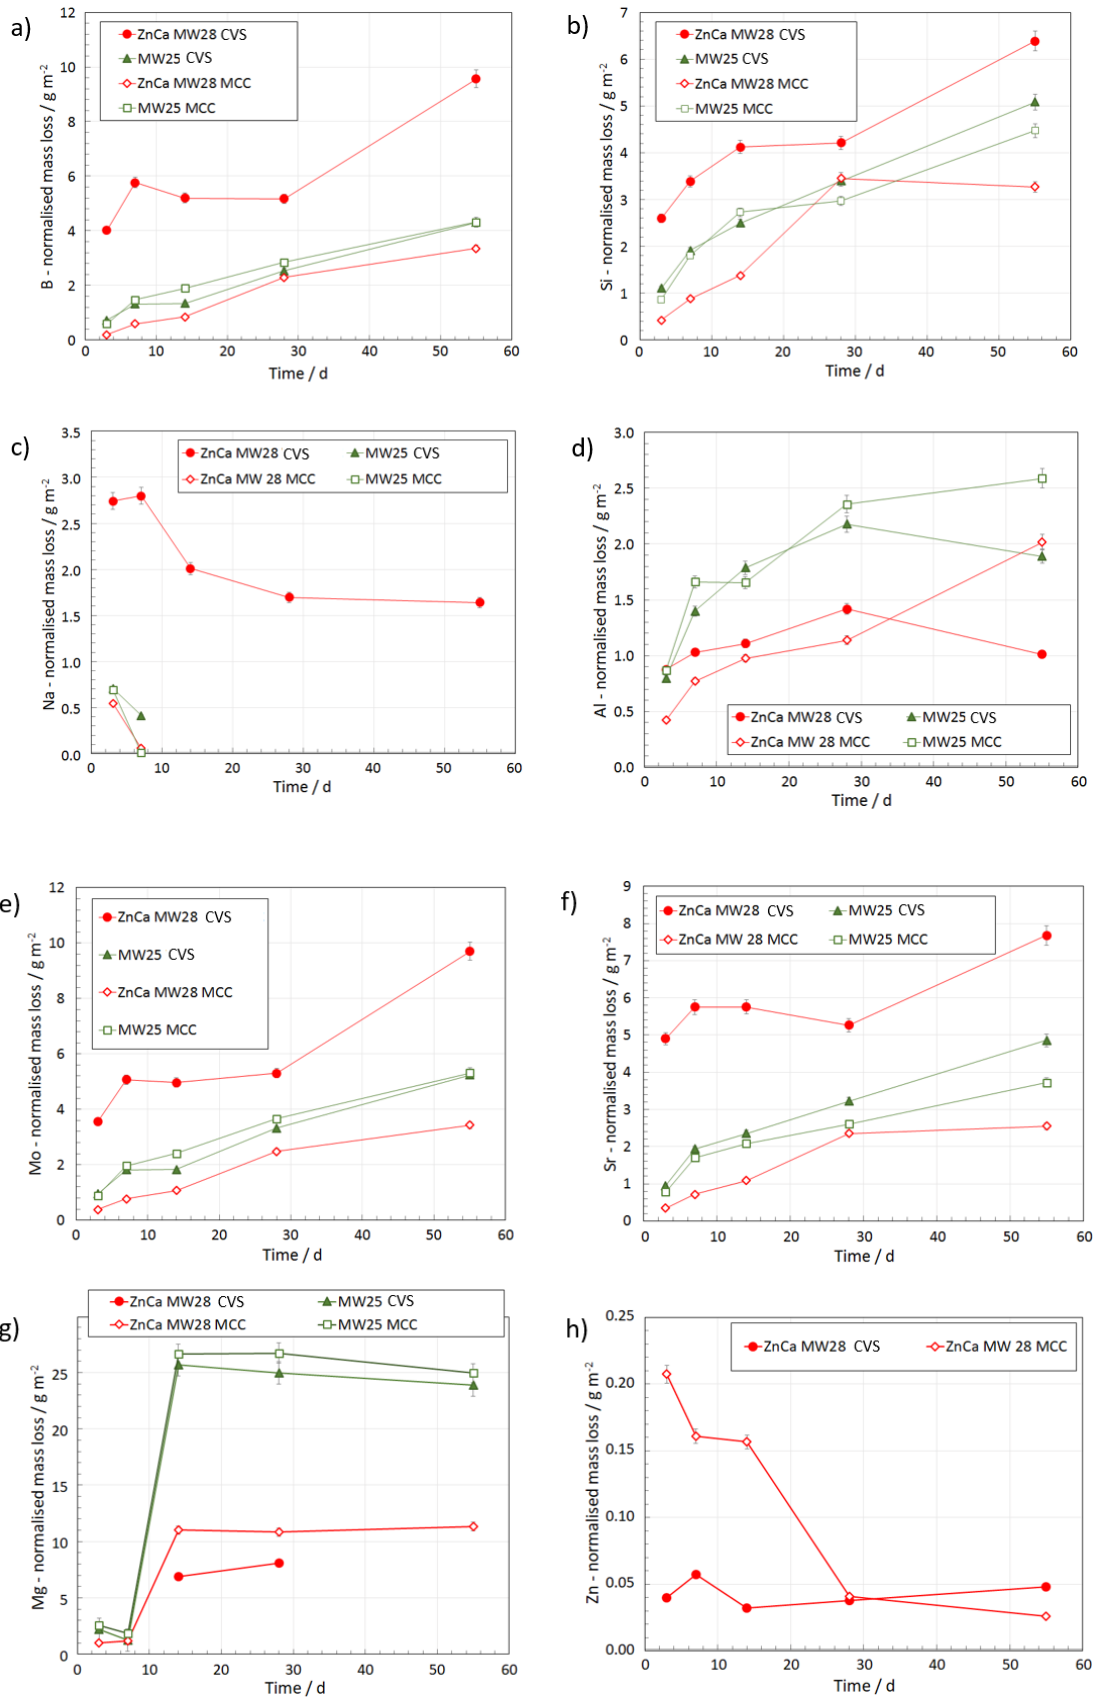 a)
12
10
8
6
4
2
0
B - normalised mass loss / g m-2
ZnCa MW28 CVS
MW25 CVS
ZnCa MW28 MCC
MW25 MCC
0 10 20 30 40 50 60
Time / d
b)
7
6
5
4
3
2
1
0
Si - normalised mass loss / g m-2
ZnCa MW28 CVS
MW25 CVS
ZnCa MW28 MCC
MW25 MCC
0 10 20 30 40 50 60
Time / d
c)
3.5
3.0
2.5
2.0
1.5
1.0
0.5
0.0
Na - normalised mass loss / g m-2
ZnCa MW28 CVS MW25 CVS
ZnCa MW 28 MCC MW25 MCC
0 10 20 30 40 50 60
Time / d
d)
3.0
2.5
2.0
1.5
1.0
0.5
0.0
Al - normalised mass loss / g m-2
ZnCa MW28 CVS MW25 CVS
ZnCa MW 28 MCC MW25 MCC
0 10 20 30 40 50 60
Time / d
e)
12
10
8
6
4
2
0
Mo - normalised mass loss / g m-2
ZnCa MW28 CVS
MW25 CVS
ZnCa MW28 MCC
MW25 MCC
0 10 20 30 40 50 60
Time / d
f)
9
8
7
6
5
4
3
2
1
0
Sr - normalised mass loss / g m-2
ZnCa MW28 CVS MW25 CVS
ZnCa MW 28 MCC MW25 MCC
0 10 20 30 40 50 60
Time / d
g)
ZnCa MW28 CVS MW25 CVS
ZnCa MW28 MCC MW25 MCC
25
20
15
10
5
0
Mg - normalised mass loss / g m-2
0 10 20 30 40 50 60
Time / d
h)
0.25
0.20
0.15
0.10
0.05
0.00
Zn - normalised mass loss / g m-2
ZnCa MW28 CVS ZnCa MW 28 MCC
0 10 20 30 40 50 60
Time / d